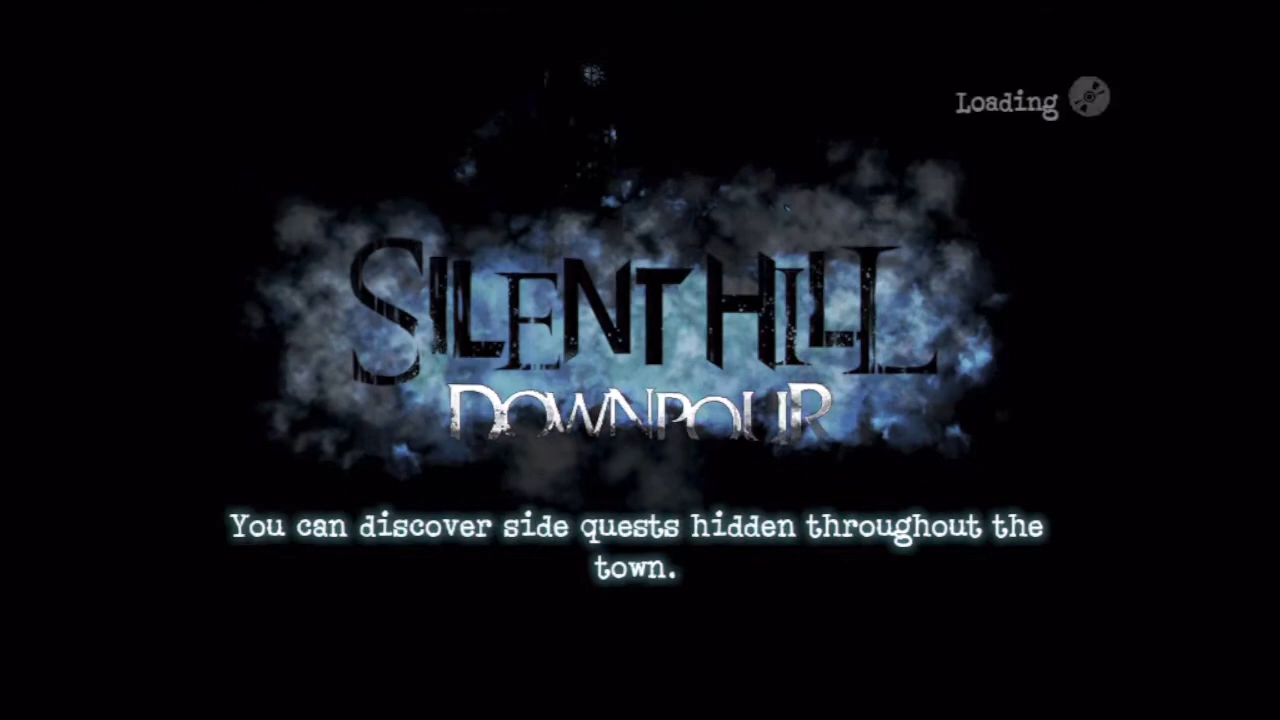 Loading
SILENT HILL
DOWNPOUR
You can discover side quests hidden throughout the
town.